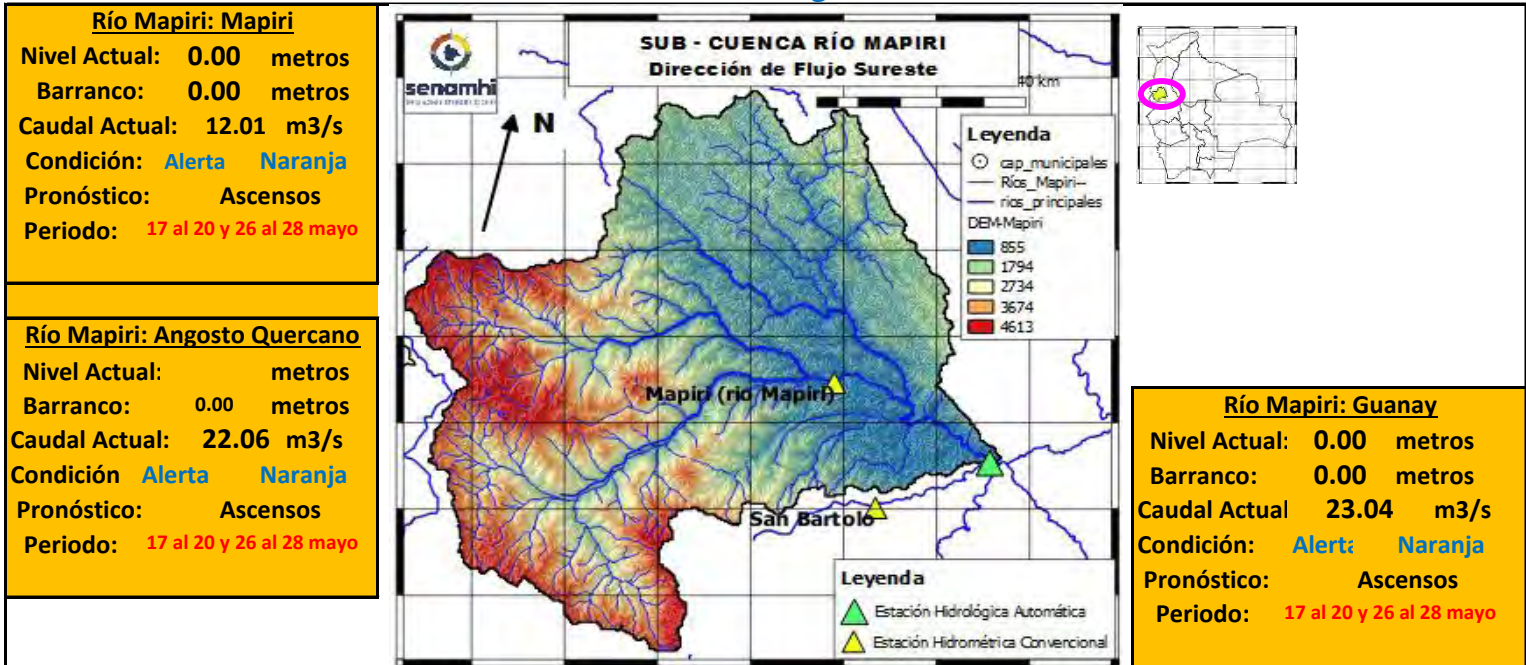 Río Mapiri: Mapiri
Nivel Actual: 0.00 metros
Barranco: 0.00 metros
Caudal Actual: 12.01 m3/s
Condición: Alerta Naranja
Pronóstico: Ascensos
Periodo: 17 al 20 y 26 al 28 mayo
Río Mapiri: Angosto Quercano
Nivel Actual: metros
Barranco: 0.00 metros
Caudal Actual: 22.06 m3/s
Condición Alerta Naranja
Pronóstico: Ascensos
Periodo: 17 al 20 y 26 al 28 mayo
senamhi
SUB - CUENCA RÍO MAPIRI
Dirección de Flujo Sureste
40 km
N
Leyenda
cap_municipales
Ríos_Mapiri--
rios_principales
DEM-Mapiri
855
1794
2734
3674
4613
Mapiri (rio Mapiri)
San Bartolo
Leyenda
Estación Hidrológica Automática
Estación Hidrométrica Convencional
Río Mapiri: Guanay
Nivel Actual: 0.00 metros
Barranco: 0.00 metros
Caudal Actual 23.04 m3/s
Condición: Alerta Naranja
Pronóstico: Ascensos
Periodo: 17 al 20 y 26 al 28 mayo